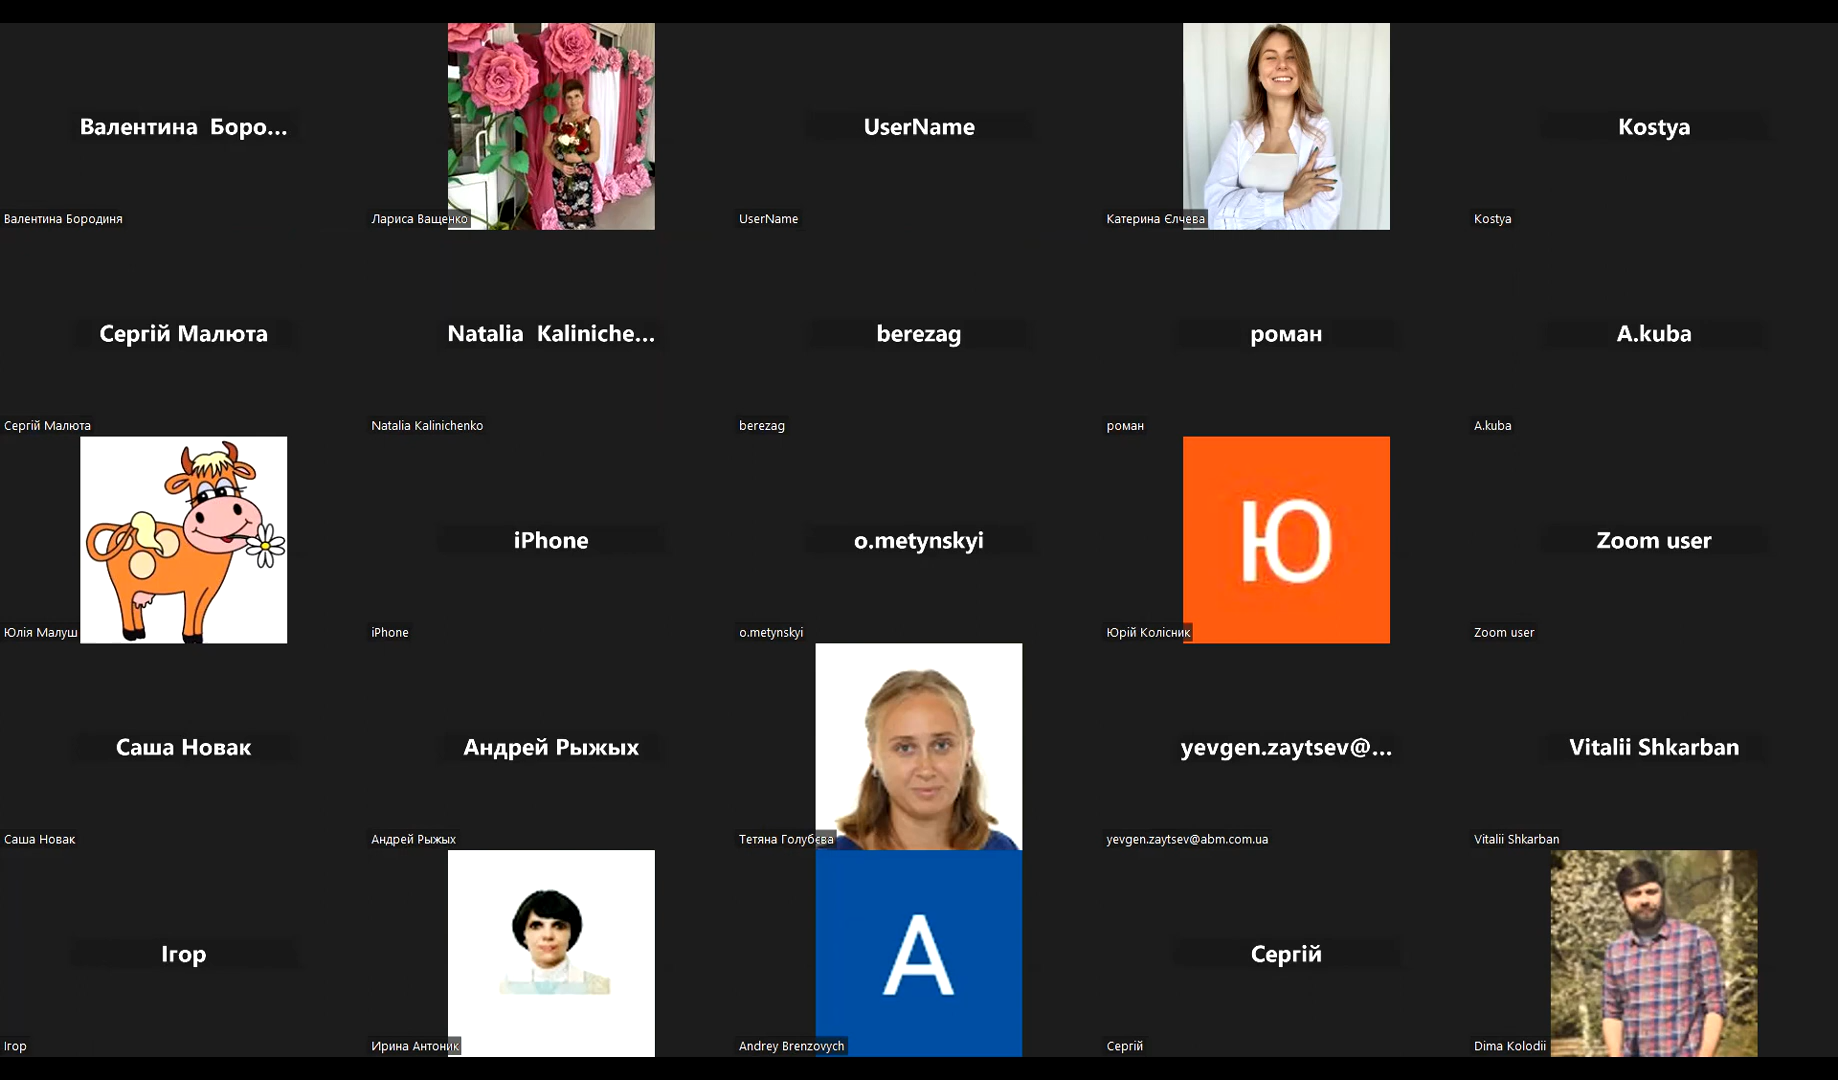 Валентина Боро...
UserName
Kostya
Валентина Бородиня
Лариса Ващенко
UserName
Катерина Єлчева
Kostya
Сергій Малюта
Natalia Kaliniche...
berezag
роман
A.kuba
Сергій Малюта
Natalia Kalinichenko
berezag
роман
A.kuba
iPhone
o.metynskyi
Ю
Zoom user
Юлія Малуш
iPhone
o.metynskyi
Юрій Колісник
Zoom user
Саша Новак
Андрей Рыжых
yevgen.zaytsev@...
Vitalii Shkarban
Саша Новак
Андрей Рыжых
Тетяна Голубєва
yevgen.zaytsev@abm.com.ua
Vitalii Shkarban
Ігор
А
Сергій
Ігор
Ирина Антоник
Andrey Brenzovych
Сергій
Dima Kolodii